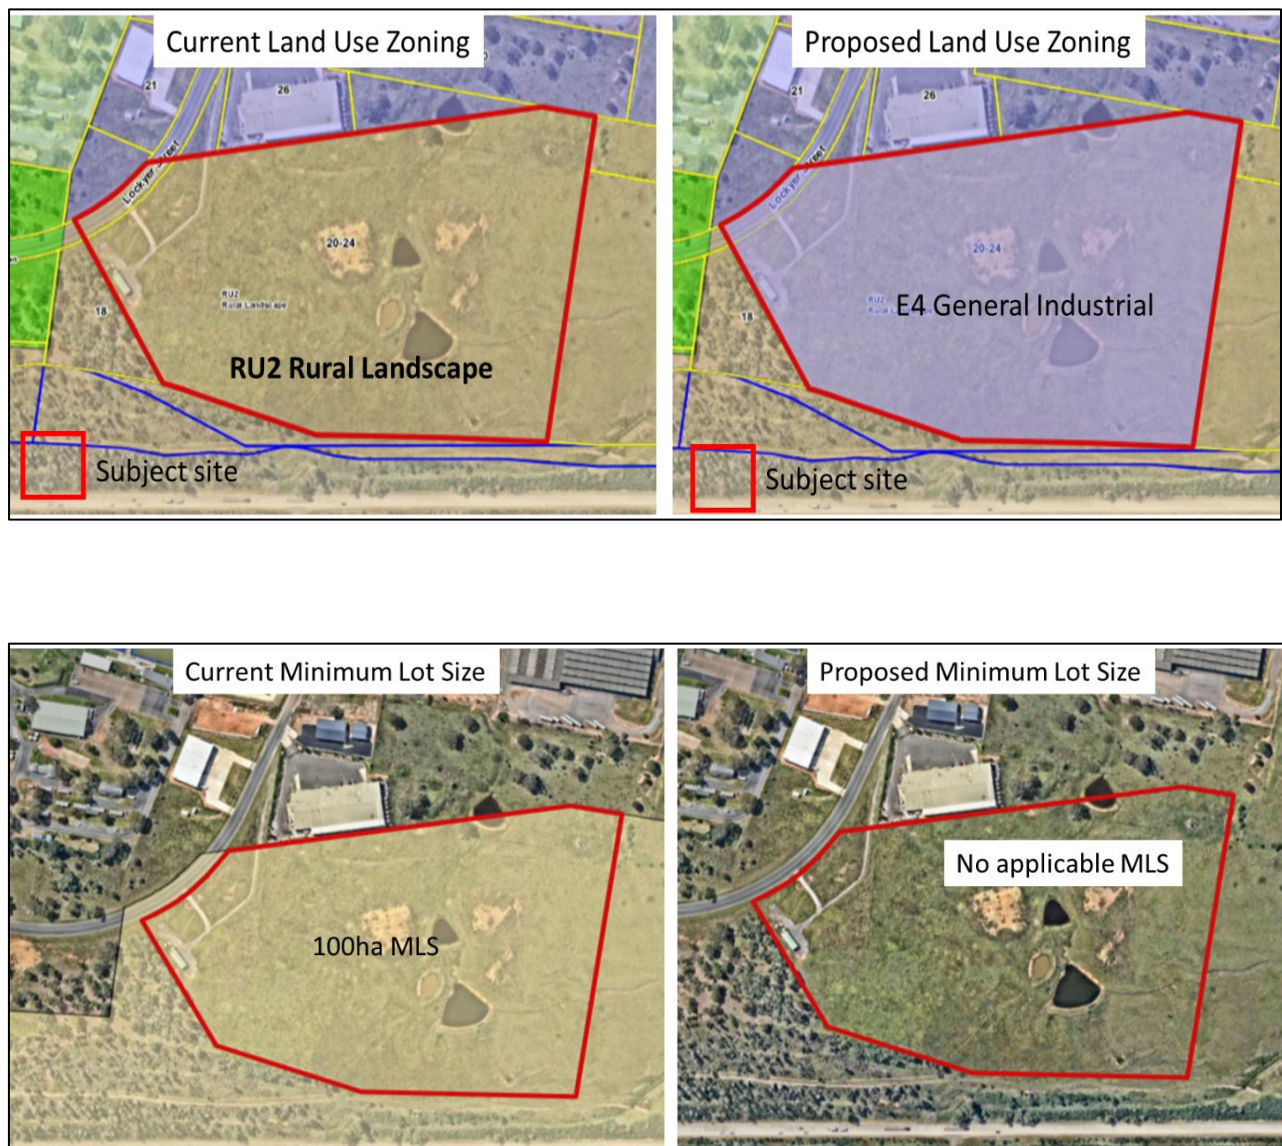 Current Land Use Zoning
Proposed Land Use Zoning
21
26
Lockyer Street
20-24
18
RU2
Rural Landscape
RU2 Rural Landscape
Subject site
21
26
Lockyer Street
20-24
18
RU2
E4 General Industrial
Subject site
Current Minimum Lot Size
Proposed Minimum Lot Size
100ha MLS
No applicable MLS